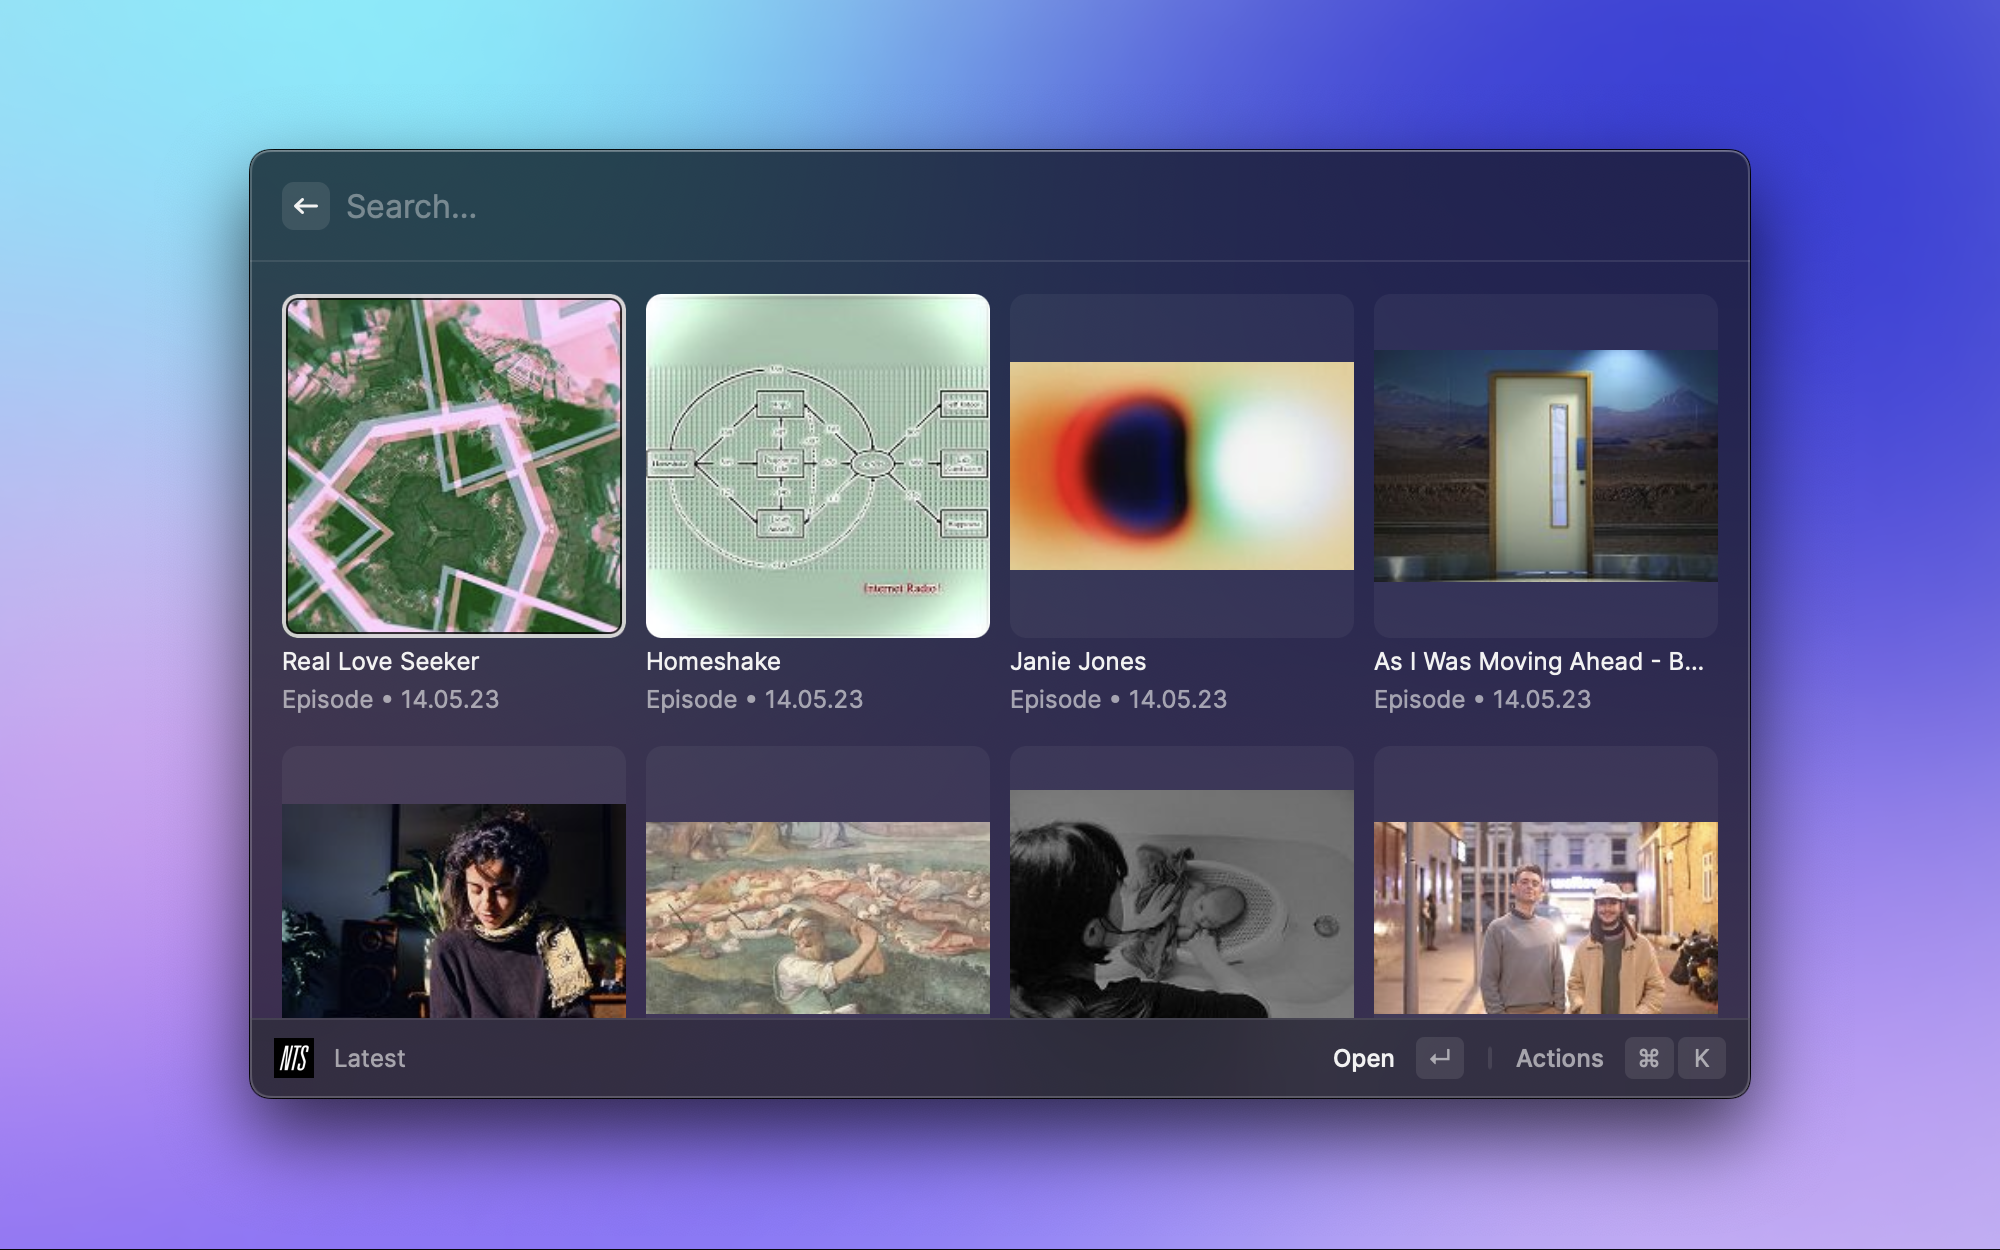 Search...
Homeshake
Internet Radio!
Real Love Seeker
Homeshake
Janie Jones
As I Was Moving Ahead - B...
Episode • 14.05.23
Episode • 14.05.23
Episode • 14.05.23
Episode • 14.05.23
NTS
Latest
Open
Actions
⌘
K